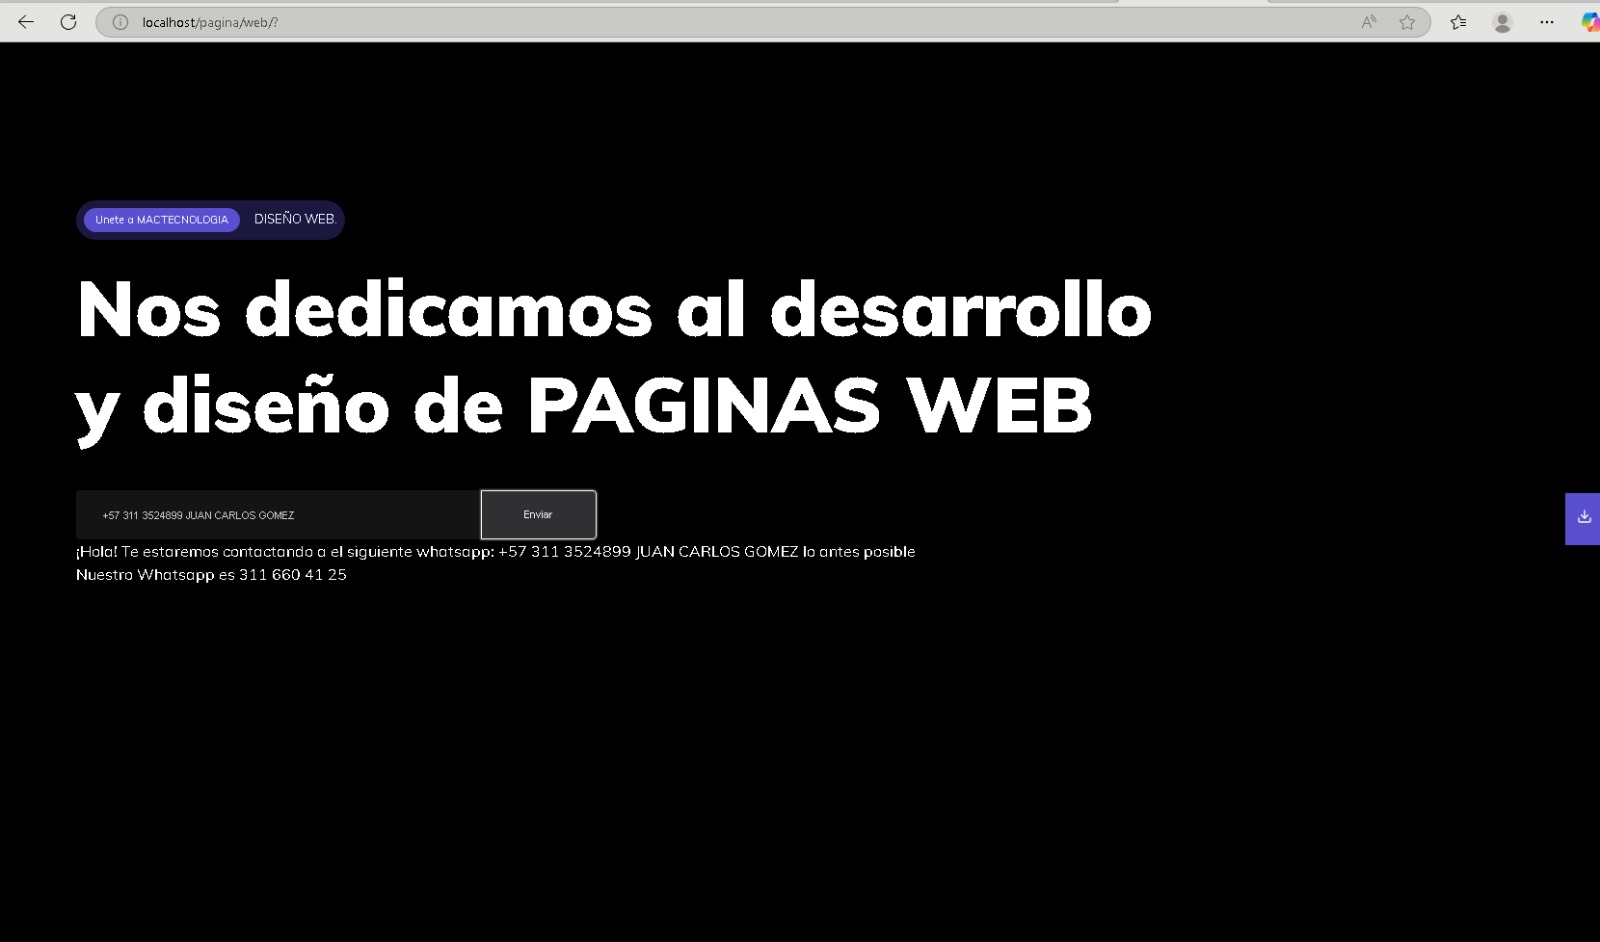 localhost/pagina/web/?
Unete a MACTECNOLOGIA DISEÑO WEB.
Nos dedicamos al desarrollo
y diseño de PAGINAS WEB
+57 311 3524899 JUAN CARLOS GOMEZ Enviar
¡Hola! Te estaremos contactando a el siguiente whatsapp: +57 311 3524899 JUAN CARLOS GOMEZ lo antes posible
Nuestro Whatsapp es 311 660 41 25